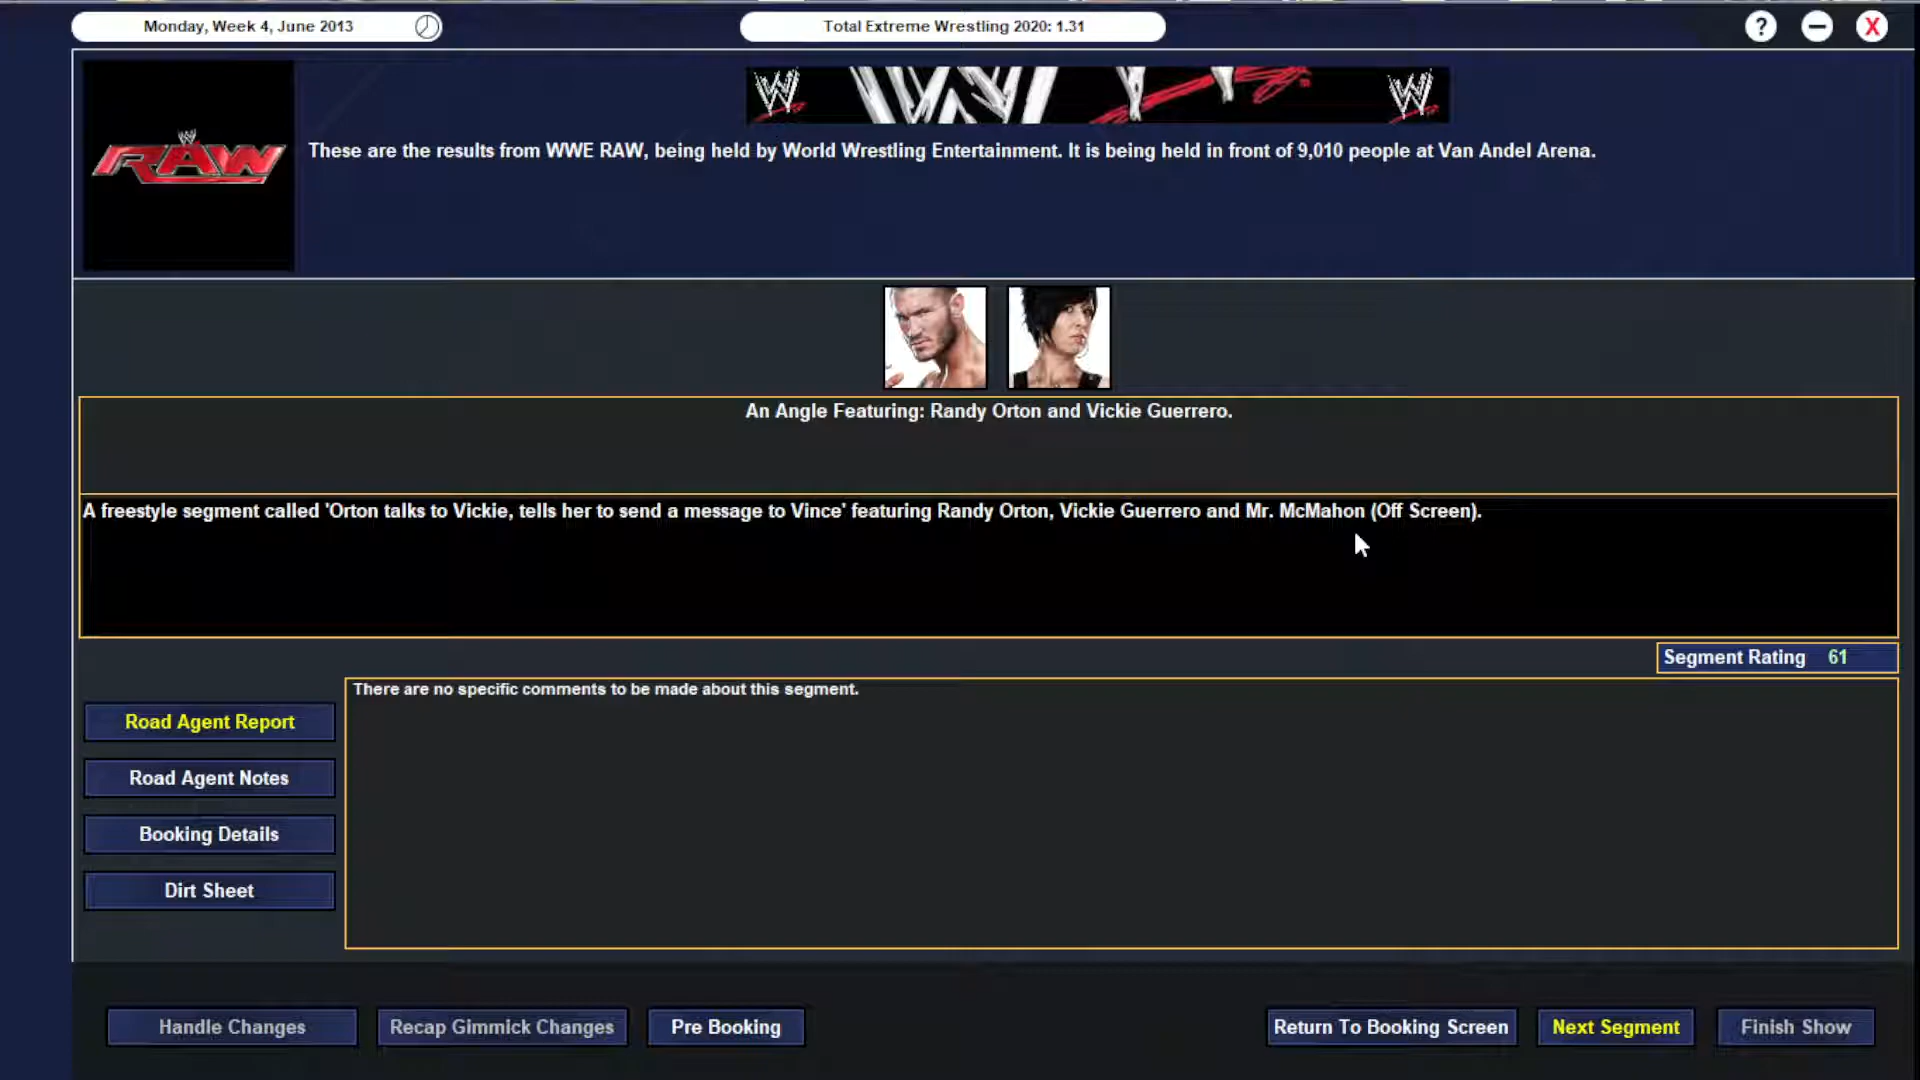 Monday, Week 4, June 2013
Total Extreme Wrestling 2020: 1.31
?
X
W
W
RAW
These are the results from WWE RAW, being held by World Wrestling Entertainment. It is being held in front of 9,010 people at Van Andel Arena.
An Angle Featuring: Randy Orton and Vickie Guerrero.
A freestyle segment called 'Orton talks to Vickie, tells her to send a message to Vince' featuring Randy Orton, Vickie Guerrero and Mr. McMahon (Off Screen).
Segment Rating 61
There are no specific comments to be made about this segment.
Road Agent Report
Road Agent Notes
Booking Details
Dirt Sheet
Handle Changes
Recap Gimmick Changes
Pre Booking
Return To Booking Screen
Next Segment
Finish Show